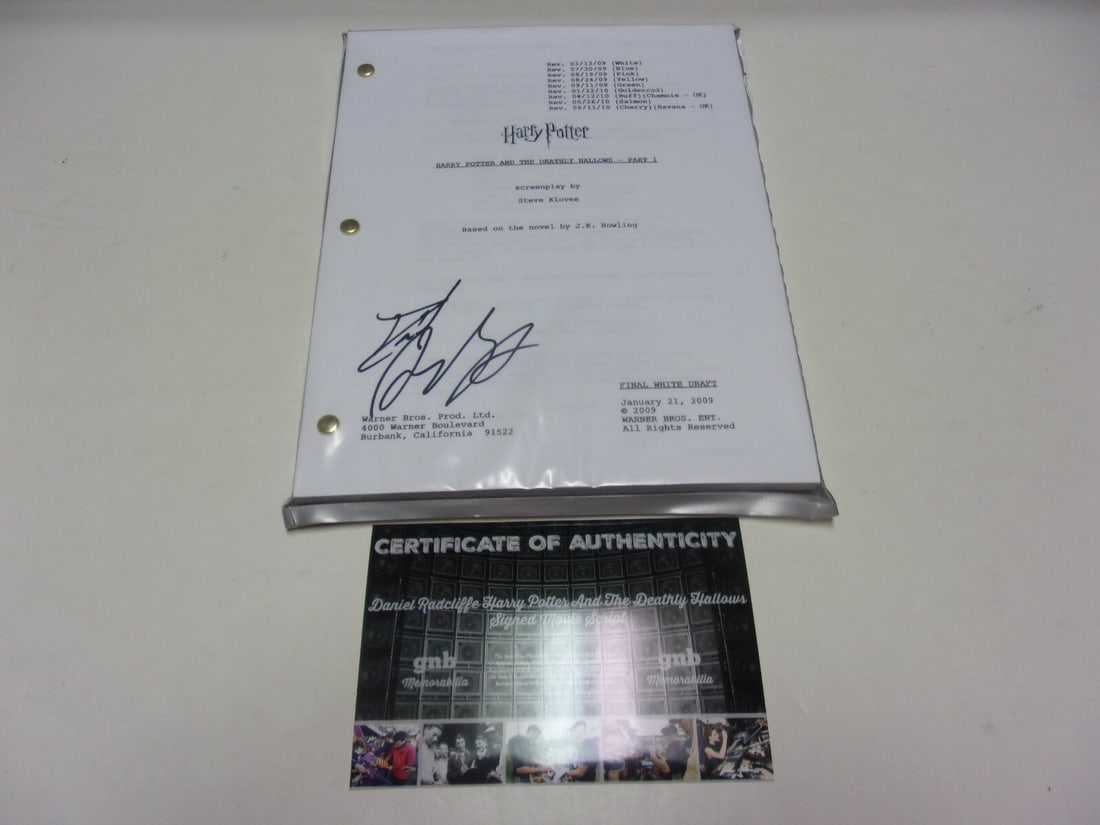 Rev. 03/13/09 (White)
Rev. 07/30/09 (Blue)
Rev. 08/19/09 (Pink)
Rev. 08/24/09 (Yellow)
Rev. 09/11/09 (Green)
Rev. 01/22/10 (Goldenrod)
Rev. 04/12/10 (Buff)(Chamois - UK)
Rev. 05/26/10 (Salmon)
Rev. 06/11/10 (Cherry)(Havana - UK)
Harry Potter
HARRY POTTER AND THE DEATHLY HALLOWS - PART 1
screenplay by
Steve Kloves
Based on the novel by J.K. Rowling
FINAL WHITE DRAFT
January 21, 2009
© 2009
WARNER BROS. ENT.
All Rights Reserved
Warner Bros. Prod. Ltd.
4000 Warner Boulevard
Burbank, California 91522
CERTIFICATE OF AUTHENTICITY
Daniel Radcliffe Harry Potter And The Deathly Hallows
Signed Movie Script
gnb
Memorabilia
gnb
Memorabilia